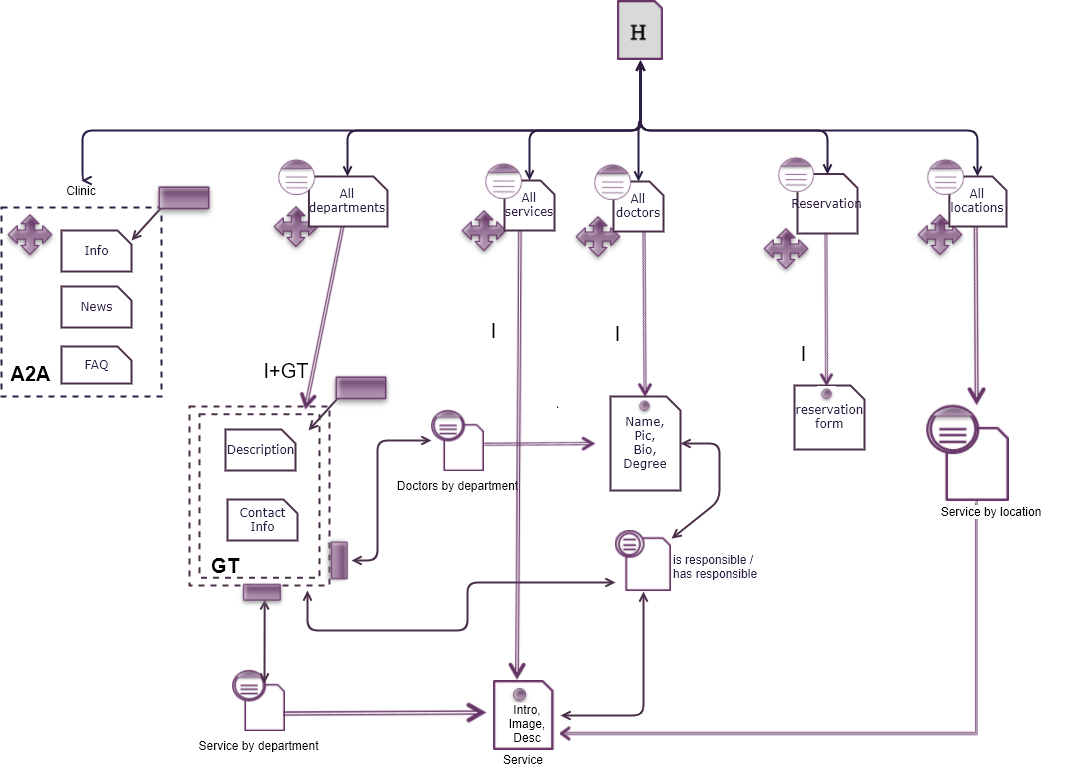 H
Clinic
All
departments
All
services
All
doctors
Reservation
All
locations
Info
News
FAQ
A2A
I+GT
I
I
I
Description
Contact
Info
GT
Doctors by department
Name,
Pic,
Bio,
Degree
reservation
form
Service by location
is responsible /
has responsible
Service by department
Intro,
Image,
Desc
Service